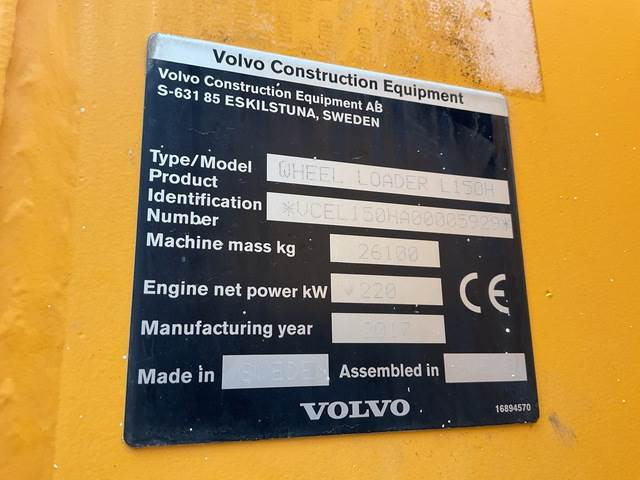 Volvo Construction Equipment
Volvo Construction Equipment AB
S-631 85 ESKILSTUNA, SWEDEN
Type/Model WHEEL LOADER L150H
Product
Identification
Number *VCEL150HA00005929*
Machine mass kg 26100
Engine net power kW 220
Manufacturing year 2017
Made in SWEDEN Assembled in
CE
VOLVO
16894570